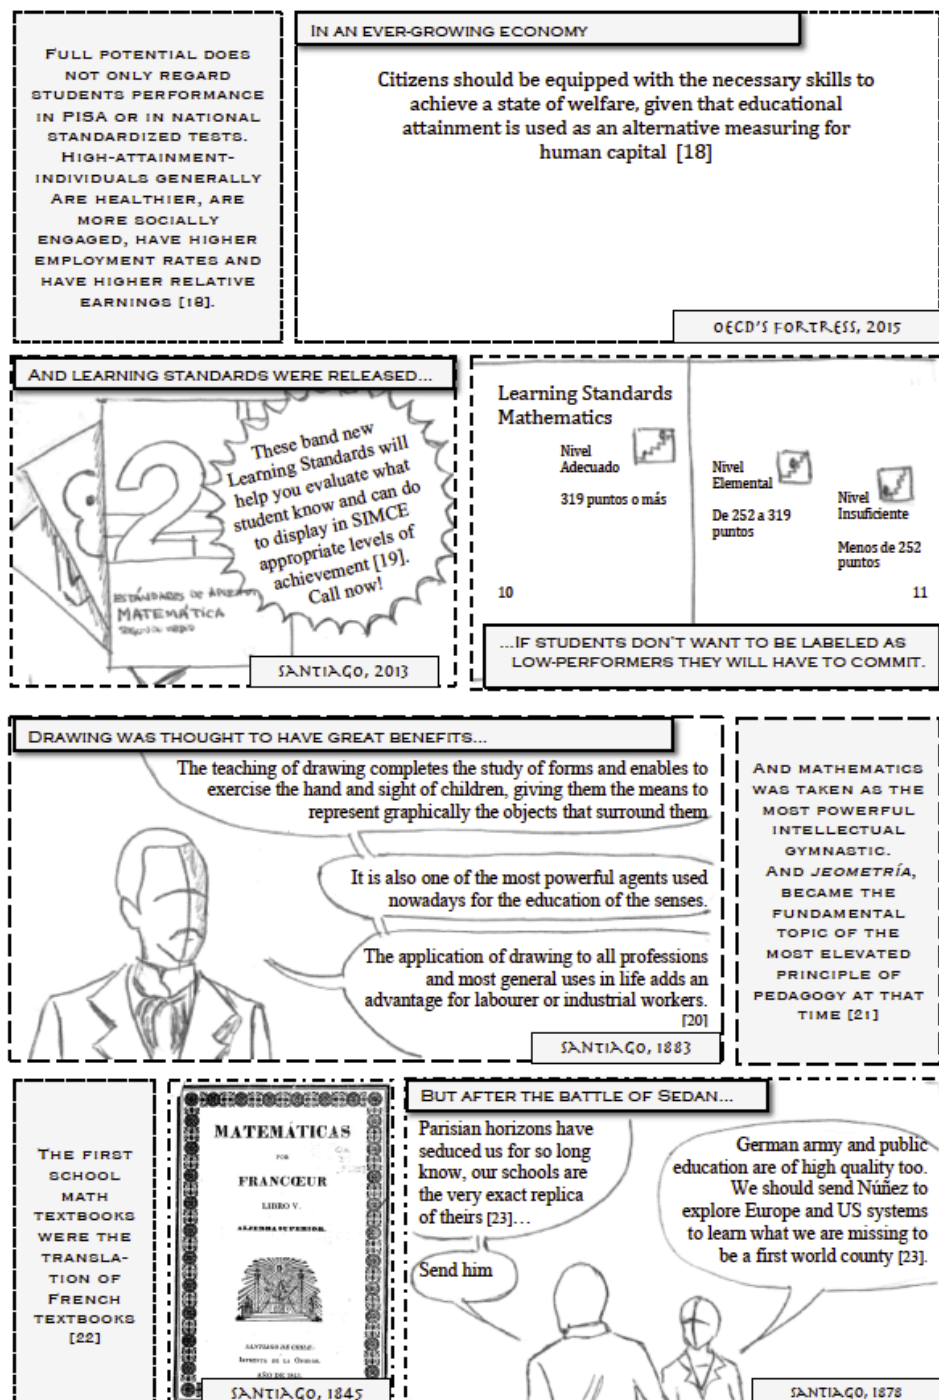 FULL POTENTIAL DOES
NOT ONLY REGARD
STUDENTS PERFORMANCE
IN PISA OR IN NATIONAL
STANDARDIZED TESTS.
HIGH-ATTAINMENT-
INDIVIDUALS GENERALLY
ARE HEALTHIER, ARE
MORE SOCIALLY
ENGAGED, HAVE HIGHER
EMPLOYMENT RATES AND
HAVE HIGHER RELATIVE
EARNINGS [18].
IN AN EVER-GROWING ECONOMY
Citizens should be equipped with the necessary skills to
achieve a state of welfare, given that educational
attainment is used as an alternative measuring for
human capital [18]
OECD'S FORTRESS, 2015
AND LEARNING STANDARDS WERE RELEASED...
These band new
Learning Standards will
help you evaluate what
student know and can do
to display in SIMCE
appropriate levels of
achievement [19].
Call now!
2
ESTÁNDARES DE
MATEMÁTICA
SANTIAGO, 2013
Learning Standards
Mathematics
Nivel
Adecuado
319 puntos o más
Nivel
Elemental
De 252 a 319
puntos
Nivel
Insuficiente
Menos de 252
puntos
10
11
...IF STUDENTS DON'T WANT TO BE LABELED AS
LOW-PERFORMERS THEY WILL HAVE TO COMMIT.
DRAWING WAS THOUGHT TO HAVE GREAT BENEFITS...
The teaching of drawing completes the study of forms and enables to
exercise the hand and sight of children, giving them the means to
represent graphically the objects that surround them
It is also one of the most powerful agents used
nowadays for the education of the senses.
The application of drawing to all professions
and most general uses in life adds an
advantage for labourer or industrial workers.
[20]
SANTIAGO, 1883
AND MATHEMATICS
WAS TAKEN AS THE
MOST POWERFUL
INTELLECTUAL
GYMNASTIC.
AND JEOMETRÍA,
BECAME THE
FUNDAMENTAL
TOPIC OF THE
MOST ELEVATED
PRINCIPLE OF
PEDAGOGY AT THAT
TIME [21]
THE FIRST
SCHOOL
MATH
TEXTBOOKS
WERE THE
TRANSLA-
TION OF
FRENCH
TEXTBOOKS
[22]
MATEMÁTICAS
POR
FRANCŒUR
LIBRO V.
ALJEBRA SUPERIOR.
SANTIAGO DE CHILE:
IMPRENTA DE LA OPINION.
AÑO DE
SANTIAGO, 1845
BUT AFTER THE BATTLE OF SEDAN...
Parisian horizons have
seduced us for so long
know, our schools are
the very exact replica
of theirs [23]...
Send him
German army and public
education are of high quality too.
We should send Núñez to
explore Europe and US systems
to learn what we are missing to
be a first world county [23].
SANTIAGO, 1878